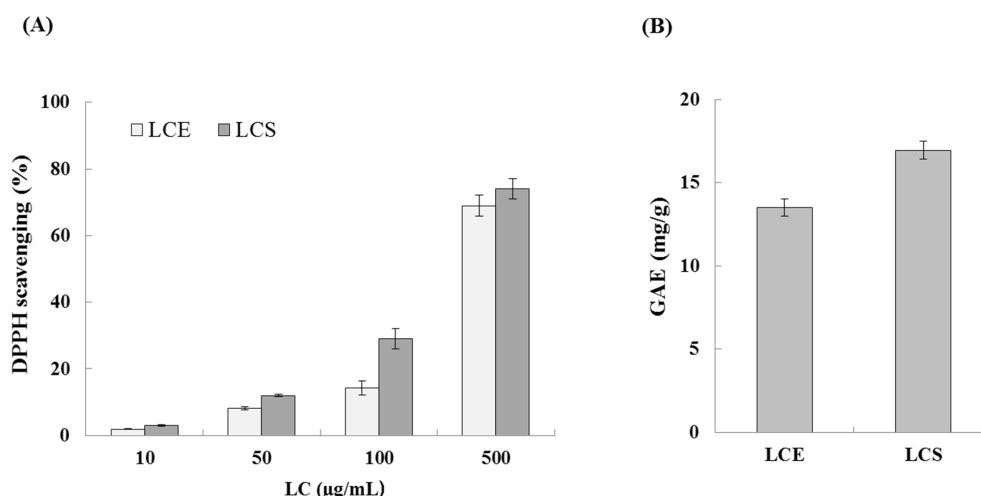 (A)
DPPH scavenging (%)
100
80
60
40
20
0
LCE LCS
10 50 100 500
LC (μg/mL)
(B)
GAE (mg/g)
20
15
10
5
0
LCE LCS